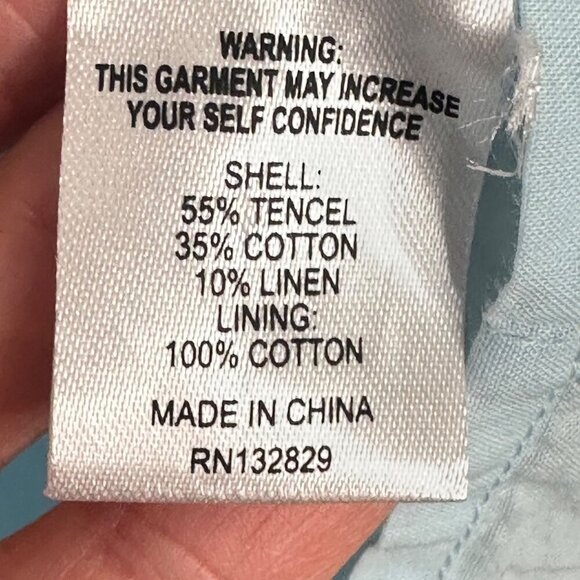 WARNING:
THIS GARMENT MAY INCREASE
YOUR SELF CONFIDENCE
SHELL:
55% TENCEL
35% COTTON
10% LINEN
LINING:
100% COTTON
MADE IN CHINA
RN132829